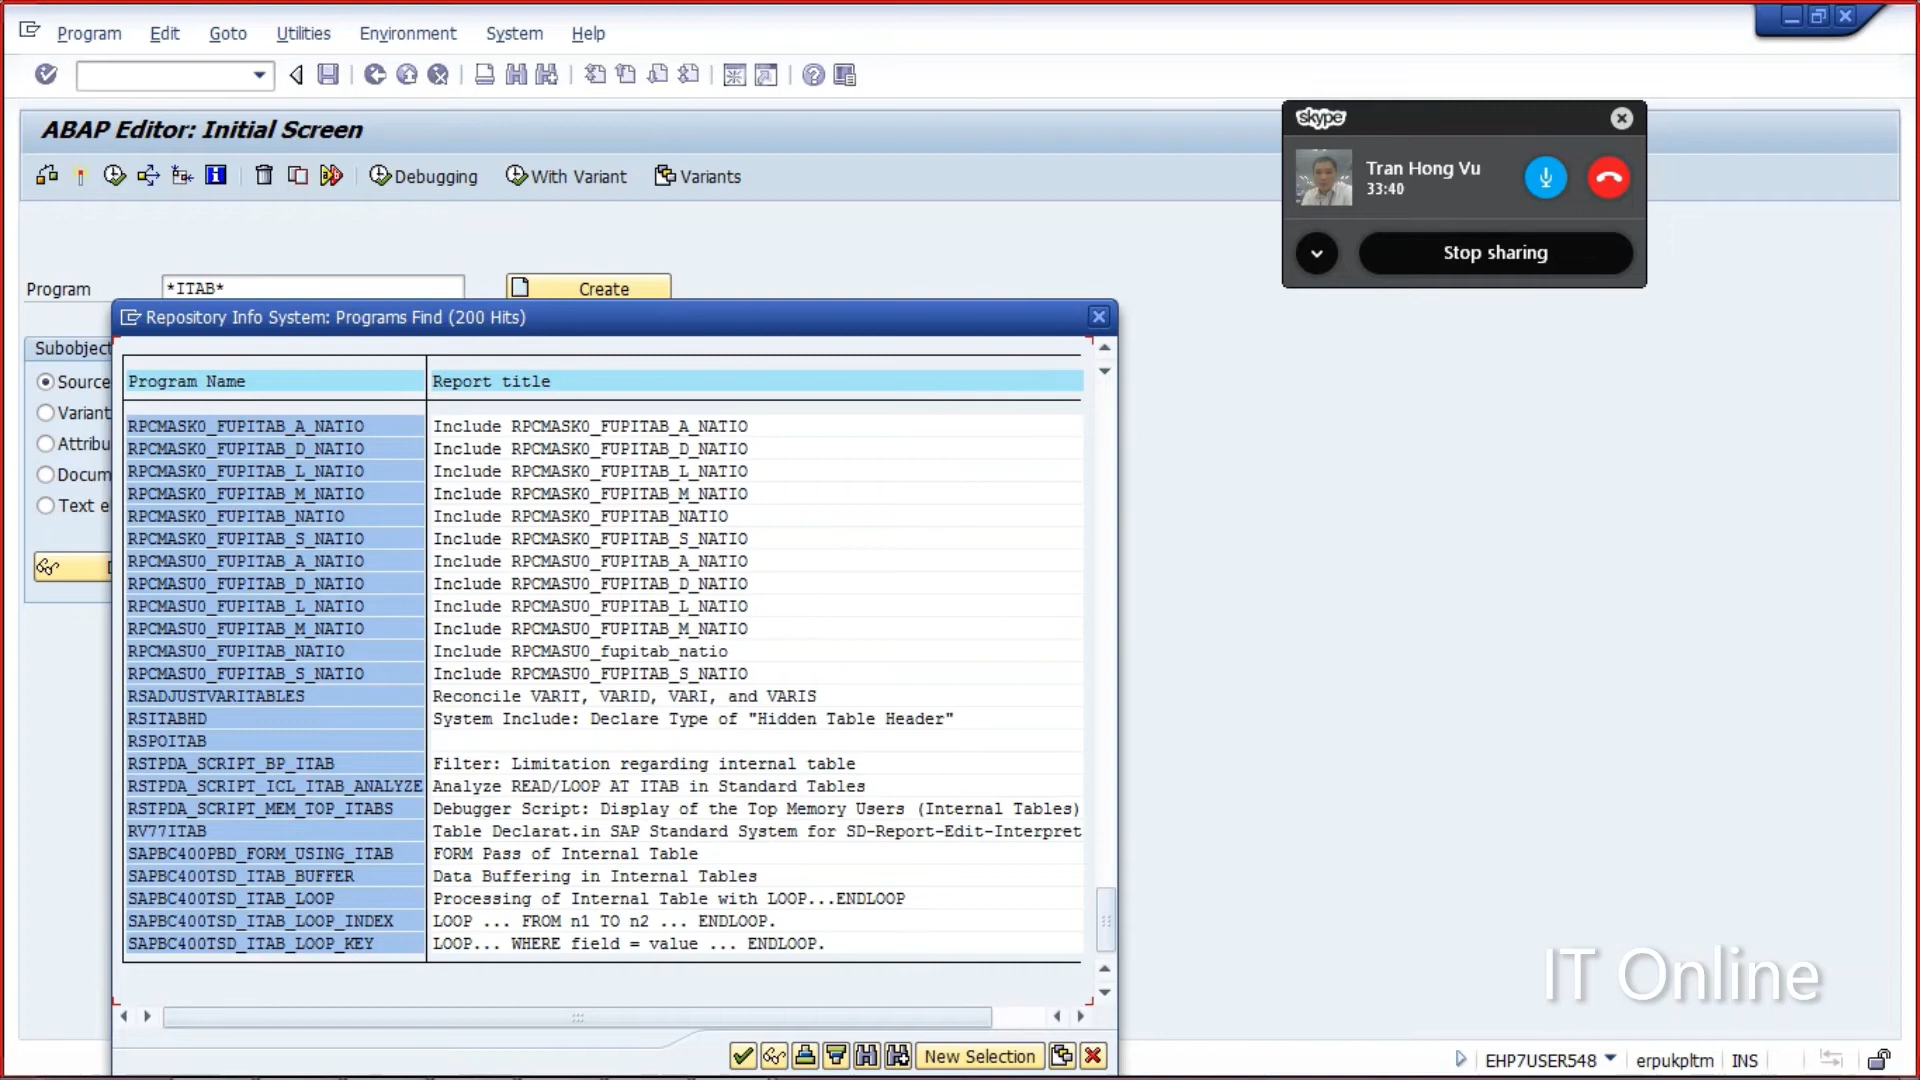 Program Edit Goto Utilities Environment System Help
ABAP Editor: Initial Screen
Debugging With Variant Variants
skype
Tran Hong Vu
33:40
Stop sharing
Program *ITAB* Create
Repository Info System: Programs Find (200 Hits)
Subobject
Source
Variant
Attribu
Docum
Text e
Program Name Report title
RPCMASK0_FUPITAB_A_NATIO Include RPCMASK0_FUPITAB_A_NATIO
RPCMASK0_FUPITAB_D_NATIO Include RPCMASK0_FUPITAB_D_NATIO
RPCMASK0_FUPITAB_L_NATIO Include RPCMASK0_FUPITAB_L_NATIO
RPCMASK0_FUPITAB_M_NATIO Include RPCMASK0_FUPITAB_M_NATIO
RPCMASK0_FUPITAB_NATIO Include RPCMASK0_FUPITAB_NATIO
RPCMASK0_FUPITAB_S_NATIO Include RPCMASK0_FUPITAB_S_NATIO
RPCMASU0_FUPITAB_A_NATIO Include RPCMASU0_FUPITAB_A_NATIO
RPCMASU0_FUPITAB_D_NATIO Include RPCMASU0_FUPITAB_D_NATIO
RPCMASU0_FUPITAB_L_NATIO Include RPCMASU0_FUPITAB_L_NATIO
RPCMASU0_FUPITAB_M_NATIO Include RPCMASU0_FUPITAB_M_NATIO
RPCMASU0_FUPITAB_NATIO Include RPCMASU0_fupitab_natio
RPCMASU0_FUPITAB_S_NATIO Include RPCMASU0_FUPITAB_S_NATIO
RSADJUSTVARITABLES Reconcile VARIT, VARID, VARI, and VARIS
RSITABHD System Include: Declare Type of "Hidden Table Header"
RSPOITAB
RSTPDA_SCRIPT_BP_ITAB Filter: Limitation regarding internal table
RSTPDA_SCRIPT_ICL_ITAB_ANALYZE Analyze READ/LOOP AT ITAB in Standard Tables
RSTPDA_SCRIPT_MEM_TOP_ITABS Debugger Script: Display of the Top Memory Users (Internal Tables)
RV77ITAB Table Declarat.in SAP Standard System for SD-Report-Edit-Interpret
SAPBC400PBD_FORM_USING_ITAB FORM Pass of Internal Table
SAPBC400TSD_ITAB_BUFFER Data Buffering in Internal Tables
SAPBC400TSD_ITAB_LOOP Processing of Internal Table with LOOP...ENDLOOP
SAPBC400TSD_ITAB_LOOP_INDEX LOOP ... FROM n1 TO n2 ... ENDLOOP.
SAPBC400TSD_ITAB_LOOP_KEY LOOP... WHERE field = value ... ENDLOOP.
IT Online
New Selection
EHP7USER548 erpukpltm INS